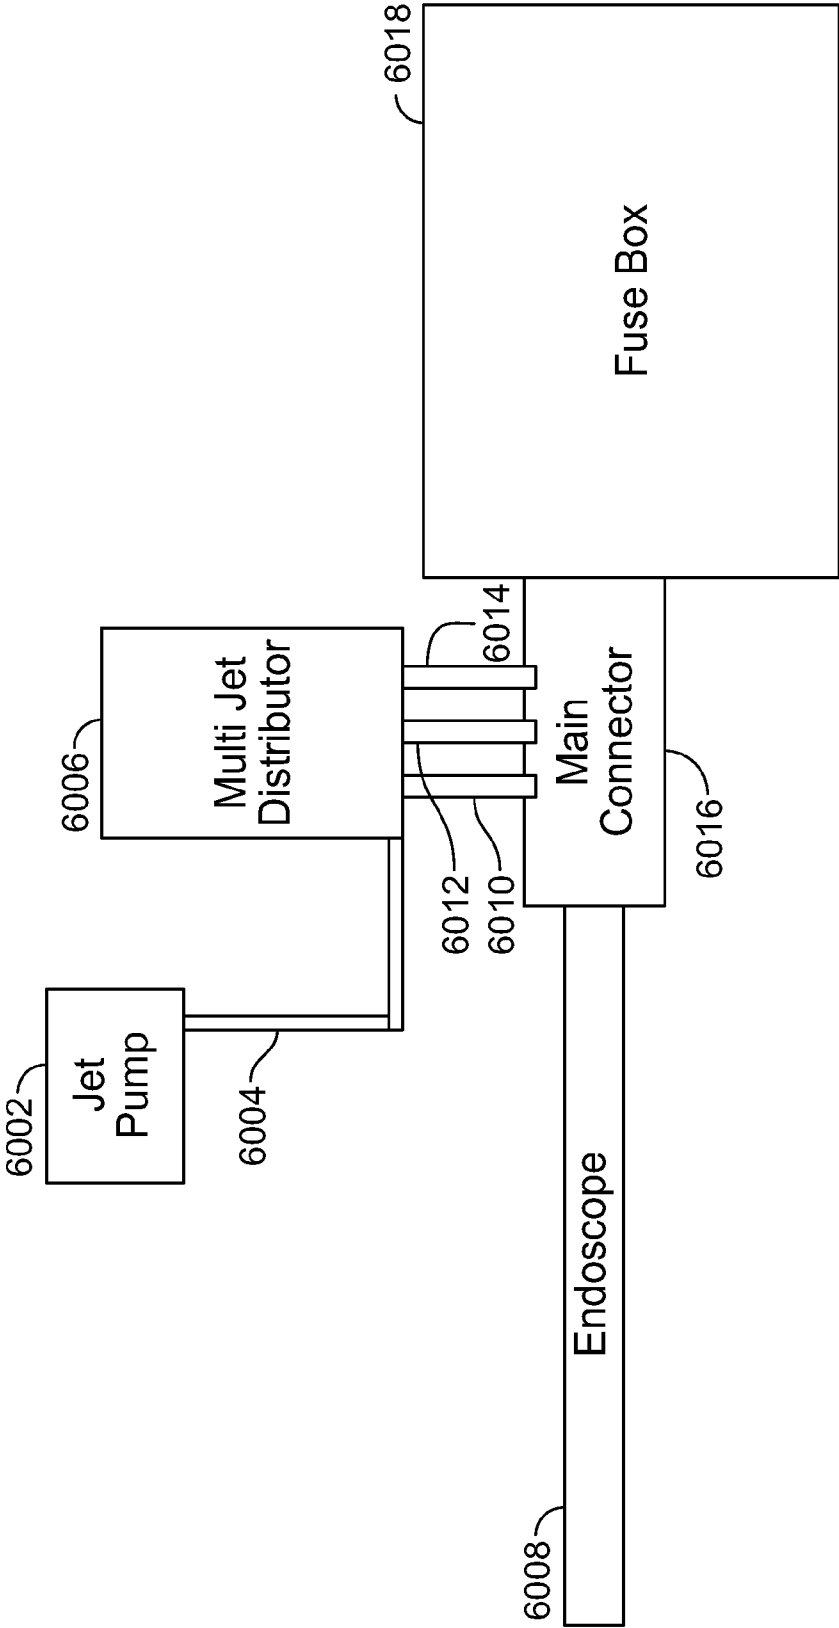 6002
Jet
Pump
6004
6006
Multi Jet
Distributor
6012
6010
6014
6018
Fuse Box
Main
Connector
6016
Endoscope
6008